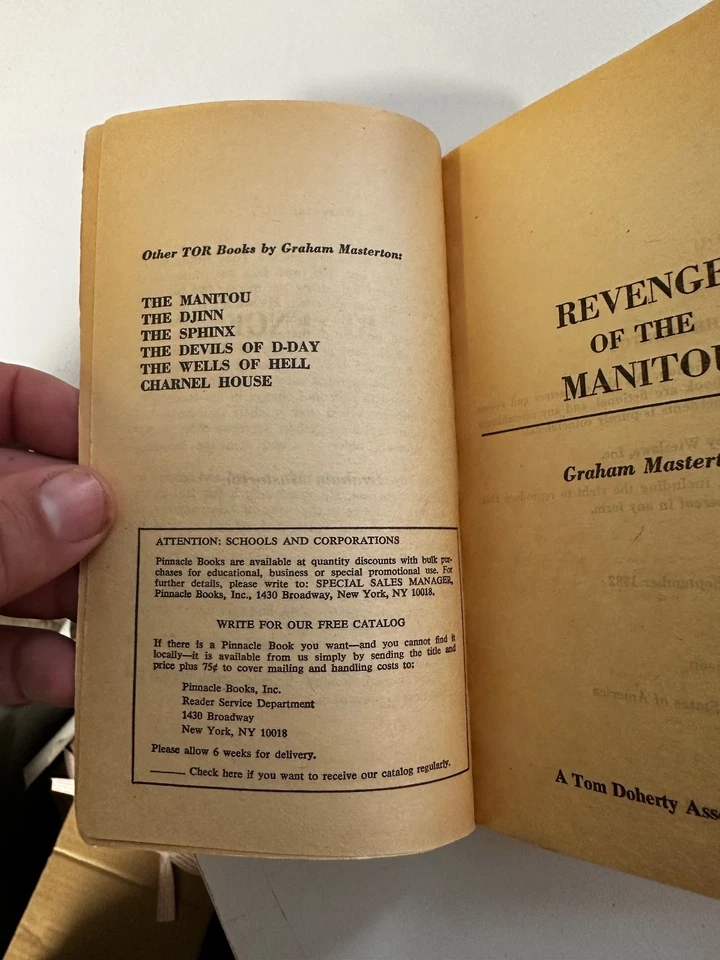 Other TOR Books by Graham Masterton:
THE MANITOU
THE DJINN
THE SPHINX
THE DEVILS OF D-DAY
THE WELLS OF HELL
CHARNEL HOUSE
ATTENTION: SCHOOLS AND CORPORATIONS
Pinnacle Books are available at quantity discounts with bulk pur-
chases for educational, business or special promotional use. For
further details, please write to: SPECIAL SALES MANAGER,
Pinnacle Books, Inc., 1430 Broadway, New York, NY 10018.
WRITE FOR OUR FREE CATALOG
If there is a Pinnacle Book you want—and you cannot find it
locally—it is available from us simply by sending the title and
price plus 75¢ to cover mailing and handling costs to:
Pinnacle Books, Inc.
Reader Service Department
1430 Broadway
New York, NY 10018
Please allow 6 weeks for delivery.
——— Check here if you want to receive our catalog regularly.
REVENGE
OF THE
MANITOU
Graham Mastert
A Tom Doherty Asso